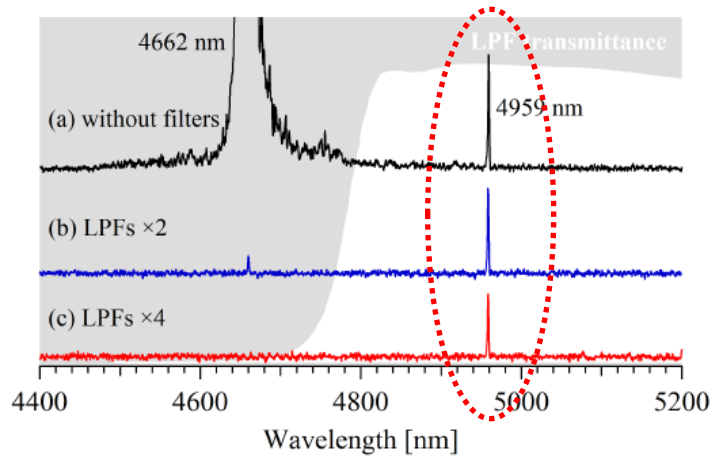 4662 nm
LPF Transmittance
4959 nm
(a) without filters
(b) LPFs ×2
(c) LPFs ×4
4400 4600 4800 5000 5200
Wavelength [nm]